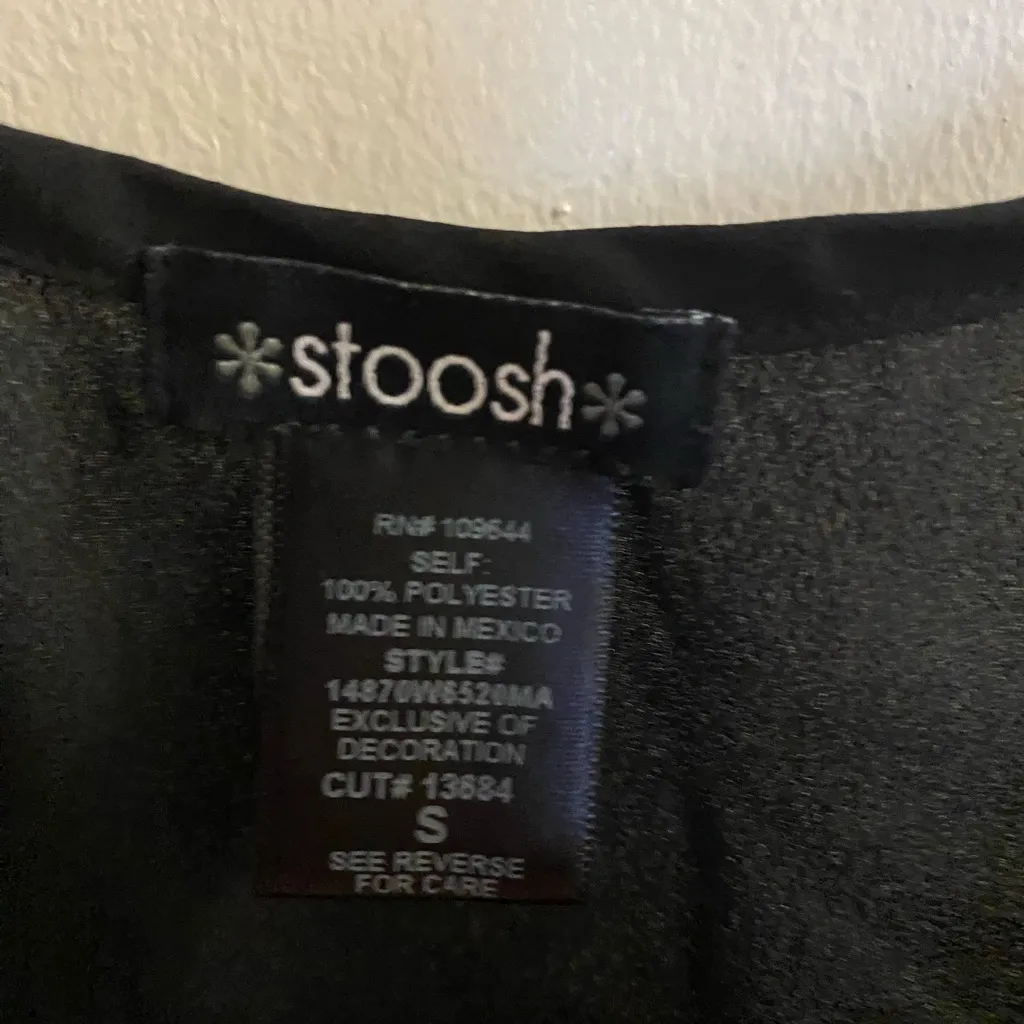 *stoosh*
RN# 109644
SELF:
100% POLYESTER
MADE IN MEXICO
STYLE#
14870W6520MA
EXCLUSIVE OF
DECORATION
CUT# 13684
S
SEE REVERSE
FOR CARE